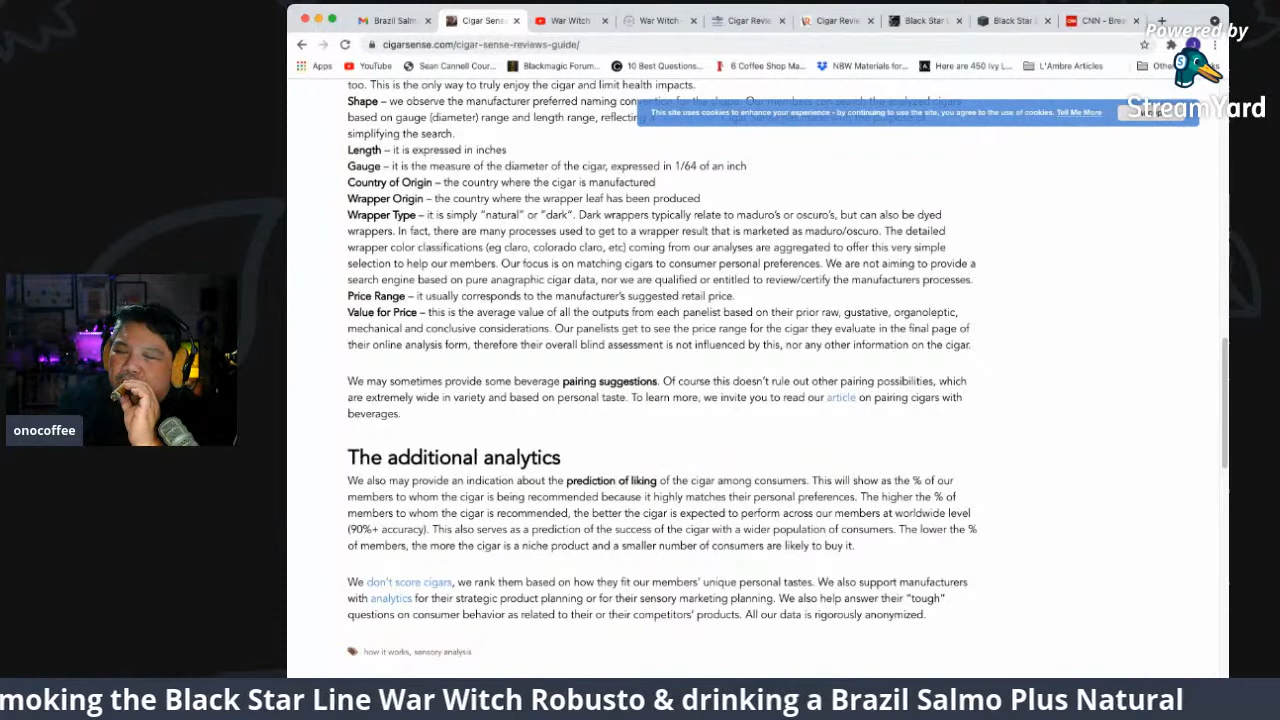 Brazil Salm
Cigar Sens
War Witch
War Witch
Cigar Revie
Cigar Revie
Black Star L
Black Star
CNN - Brea
Powered by
cigarsense.com/cigar-sense-reviews-guide/
Apps
YouTube
Sean Cannell Cour...
Blackmagic Forum...
10 Best Questions...
6 Coffee Shop Ma...
NBW Materials for...
Here are 450 Ivy L...
L'Ambre Articles
StreamYard
too. This is the only way to truly enjoy the cigar and limit health impacts.
Shape – we observe the manufacturer preferred naming convention for the shape. Our members can search the analyzed cigars
This site uses cookies to enhance your experience - by continuing to use the site, you agree to the use of cookies. Tell Me More
based on gauge (diameter) range and length range, reflecting
simplifying the search.
Length – it is expressed in inches
Gauge – it is the measure of the diameter of the cigar, expressed in 1/64 of an inch
Country of Origin – the country where the cigar is manufactured
Wrapper Origin – the country where the wrapper leaf has been produced
Wrapper Type – it is simply "natural" or "dark". Dark wrappers typically relate to maduro's or oscuro's, but can also be dyed
wrappers. In fact, there are many processes used to get to a wrapper result that is marketed as maduro/oscuro. The detailed
wrapper color classifications (eg claro, colorado claro, etc) coming from our analyses are aggregated to offer this very simple
selection to help our members. Our focus is on matching cigars to consumer personal preferences. We are not aiming to provide a
search engine based on pure anagraphic cigar data, nor we are qualified or entitled to review/certify the manufacturers processes.
Price Range – it usually corresponds to the manufacturer's suggested retail price.
Value for Price – this is the average value of all the outputs from each panelist based on their prior raw, gustative, organoleptic,
mechanical and conclusive considerations. Our panelists get to see the price range for the cigar they evaluate in the final page of
their online analysis form, therefore their overall blind assessment is not influenced by this, nor any other information on the cigar.
We may sometimes provide some beverage pairing suggestions. Of course this doesn't rule out other pairing possibilities, which
are extremely wide in variety and based on personal taste. To learn more, we invite you to read our article on pairing cigars with
beverages.
onocoffee
The additional analytics
We also may provide an indication about the prediction of liking of the cigar among consumers. This will show as the % of our
members to whom the cigar is being recommended because it highly matches their personal preferences. The higher the % of
members to whom the cigar is recommended, the better the cigar is expected to perform across our members at worldwide level
(90%+ accuracy). This also serves as a prediction of the success of the cigar with a wider population of consumers. The lower the %
of members, the more the cigar is a niche product and a smaller number of consumers are likely to buy it.
We don't score cigars, we rank them based on how they fit our members' unique personal tastes. We also support manufacturers
with analytics for their strategic product planning or for their sensory marketing planning. We also help answer their "tough"
questions on consumer behavior as related to their or their competitors' products. All our data is rigorously anonymized.
how it works, sensory analysis
moking the Black Star Line War Witch Robusto & drinking a Brazil Salmo Plus Natural